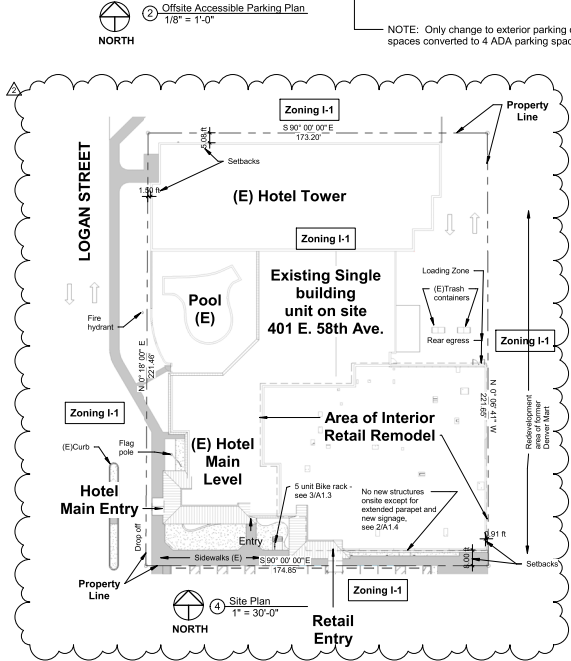 2 Offsite Accessible Parking Plan
1/8" = 1'-0"
NORTH
NOTE: Only change to exterior parking
spaces converted to 4 ADA parking
2
Zoning I-1
Property
Line
S 90° 00' 00" E
173.20'
5.08 ft
Setbacks
1.50 ft
LOGAN STREET
(E) Hotel Tower
Zoning I-1
Existing Single
building
unit on site
401 E. 58th Ave.
Pool
(E)
Loading Zone
(E)Trash
containers
Rear egress
Zoning I-1
Fire
hydrant
N 0° 18' 00" E
221.46'
N 0° 06' 41" W
221.65'
Redevelopment
area of former
Denver Mart
Zoning I-1
Area of Interior
Retail Remodel
(E)Curb
Flag
pole
(E) Hotel
Main
Level
Hotel
Main Entry
5 unit Bike rack -
see 3/A1.3
No new structures
onsite except for
extended parapet and
new signage,
see 2/A1.4
Entry
Drop off
Sidewalks (E)
S 90° 00' 00" E
174.85'
Setbacks
Property
Line
Zoning I-1
4 Site Plan
1" = 30'-0"
NORTH
Retail
Entry